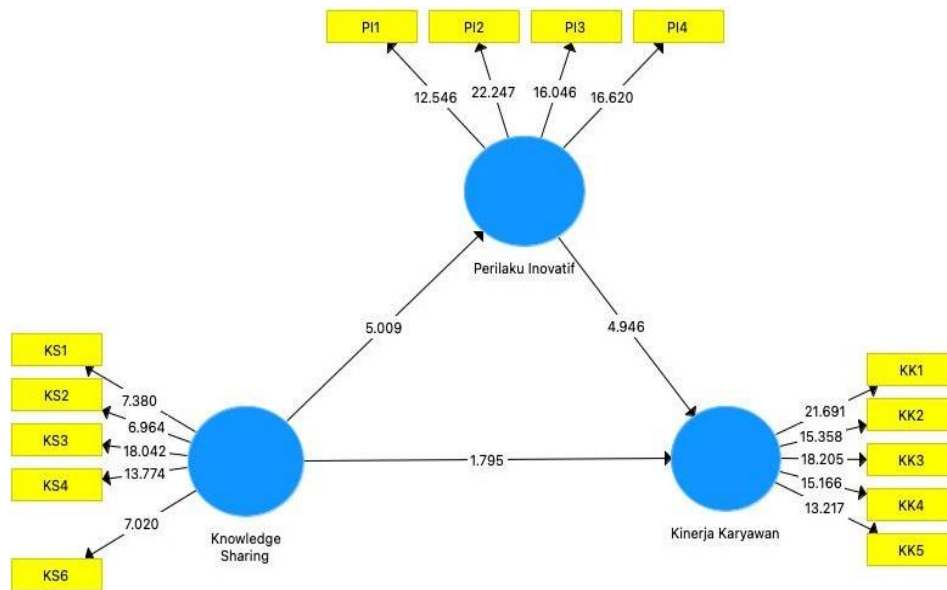 PI1
PI2
PI3
PI4
12.546
22.247
16.046
16.620
Perilaku Inovatif
5.009
4.946
KS1
KS2
KS3
KS4
KS6
7.380
6.964
18.042
13.774
7.020
Knowledge
Sharing
1.795
Kinerja Karyawan
21.691
15.358
18.205
15.166
13.217
KK1
KK2
KK3
KK4
KK5